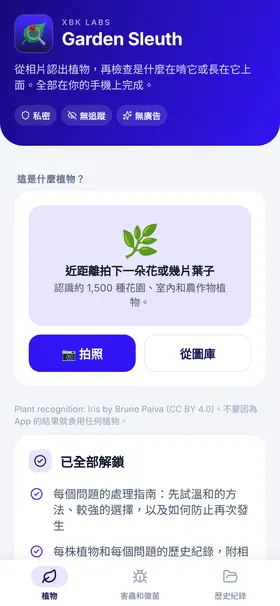 XBK LABS
Garden Sleuth
從相片認出植物，再檢查是什麼在啃它或長在它上
面。全部在你的手機上完成。
私密 無追蹤 無廣告
這是什麼植物？
近距離拍下一朵花或幾片葉子
認識約 1,500 種花園、室內和農作物植
物。
拍照 從圖庫
Plant recognition: Iris by Bruno Paiva (CC BY 4.0)。不要因為
App 的結果就食用任何植物。
已全部解鎖
每個問題的處理指南：先試溫和的方
法、較強的選擇，以及如何防止再次發
生
每株植物和每個問題的歷史紀錄，附相
植物 害蟲和黴菌 歷史紀錄